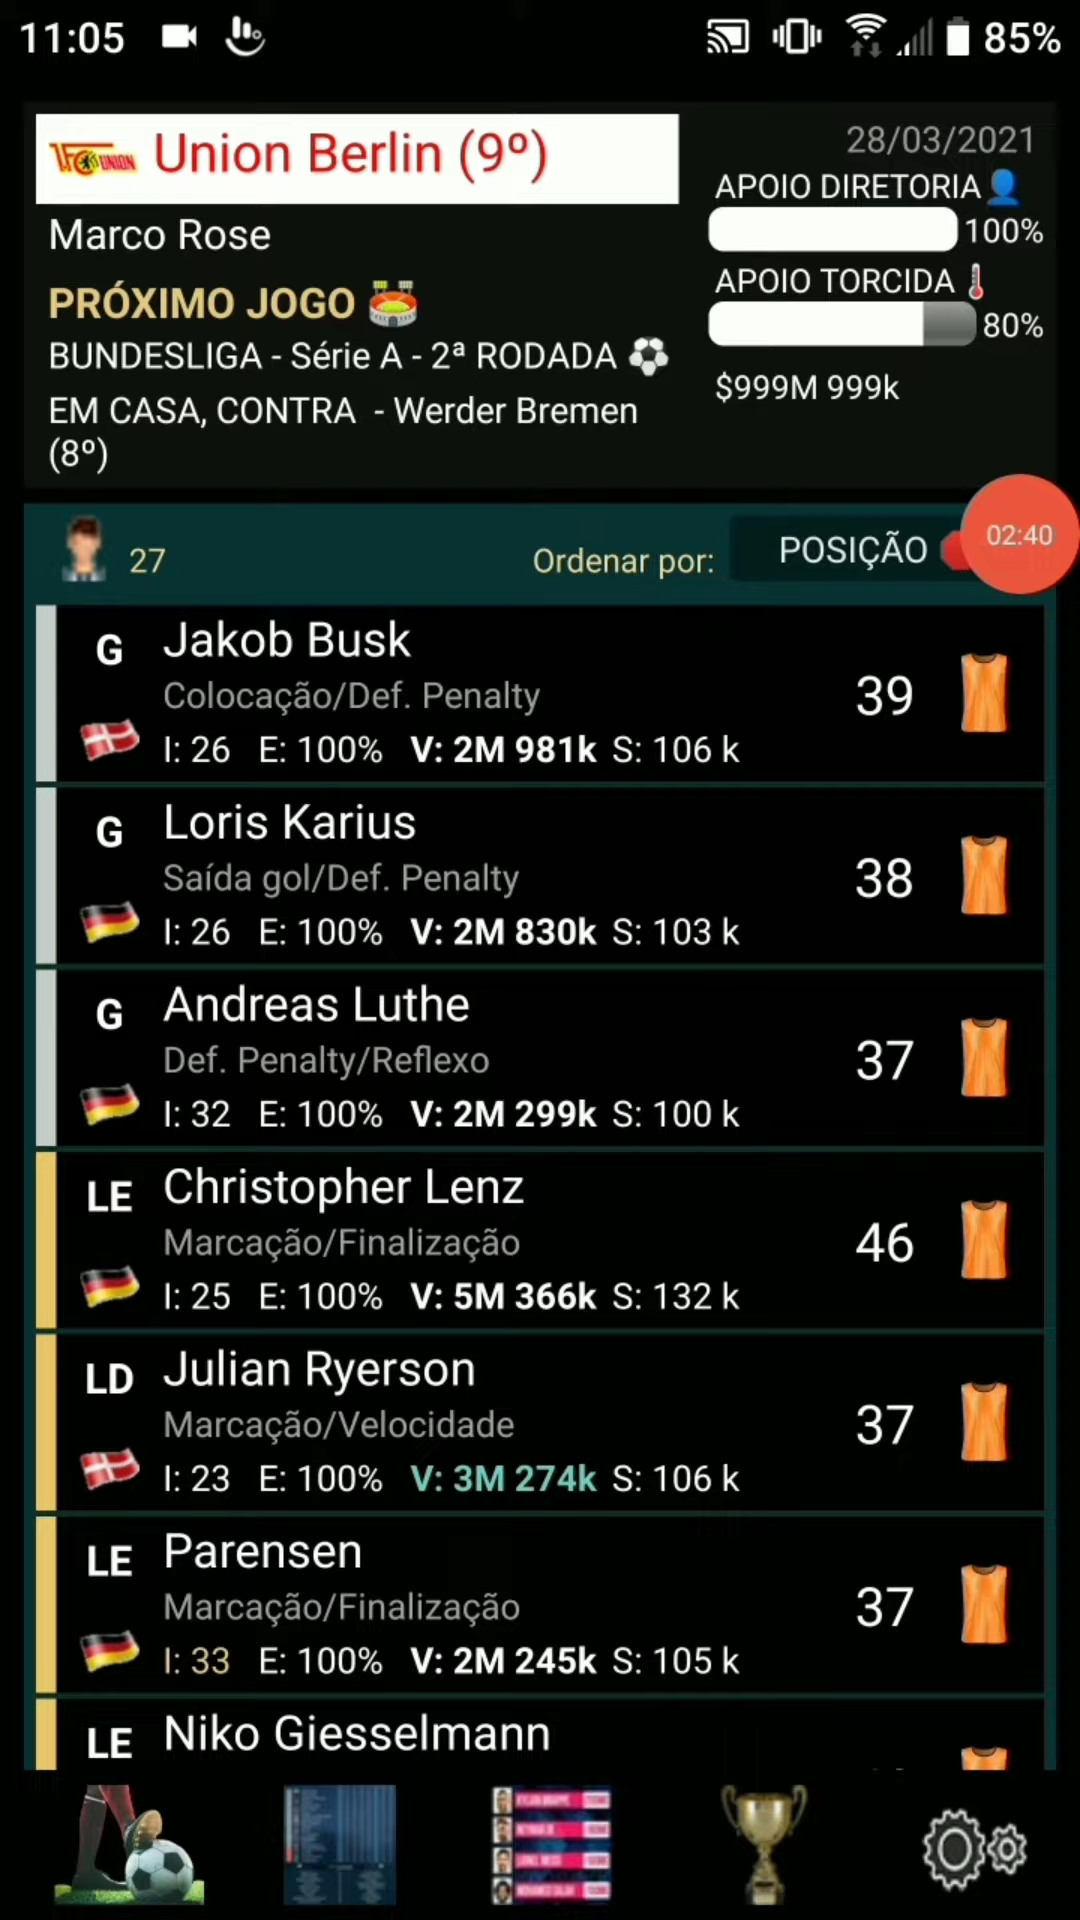 11:05
85%
1.FC UNION
Union Berlin (9º)
28/03/2021
APOIO DIRETORIA
100%
Marco Rose
APOIO TORCIDA
80%
PRÓXIMO JOGO
BUNDESLIGA - Série A - 2ª RODADA
$999M 999k
EM CASA, CONTRA - Werder Bremen
(8º)
27
Ordenar por:
POSIÇÃO
02:40
G
Jakob Busk
Colocação/Def. Penalty
39
I: 26 E: 100% V: 2M 981k S: 106 k
G
Loris Karius
Saída gol/Def. Penalty
38
I: 26 E: 100% V: 2M 830k S: 103 k
G
Andreas Luthe
Def. Penalty/Reflexo
37
I: 32 E: 100% V: 2M 299k S: 100 k
LE
Christopher Lenz
Marcação/Finalização
46
I: 25 E: 100% V: 5M 366k S: 132 k
LD
Julian Ryerson
Marcação/Velocidade
37
I: 23 E: 100% V: 3M 274k S: 106 k
LE
Parensen
Marcação/Finalização
37
I: 33 E: 100% V: 2M 245k S: 105 k
LE
Niko Giesselmann